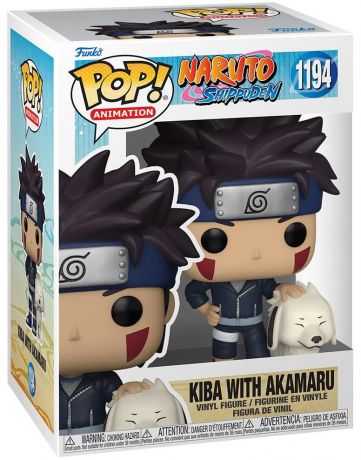 Funko
POP!
ANIMATION
NARUTO
SHIPPUDEN
1194
KIBA WITH AKAMARU
KIBA WITH AKAMARU
VINYL FIGURE / FIGURINE EN VINYLE
FIGURA DE VINIL